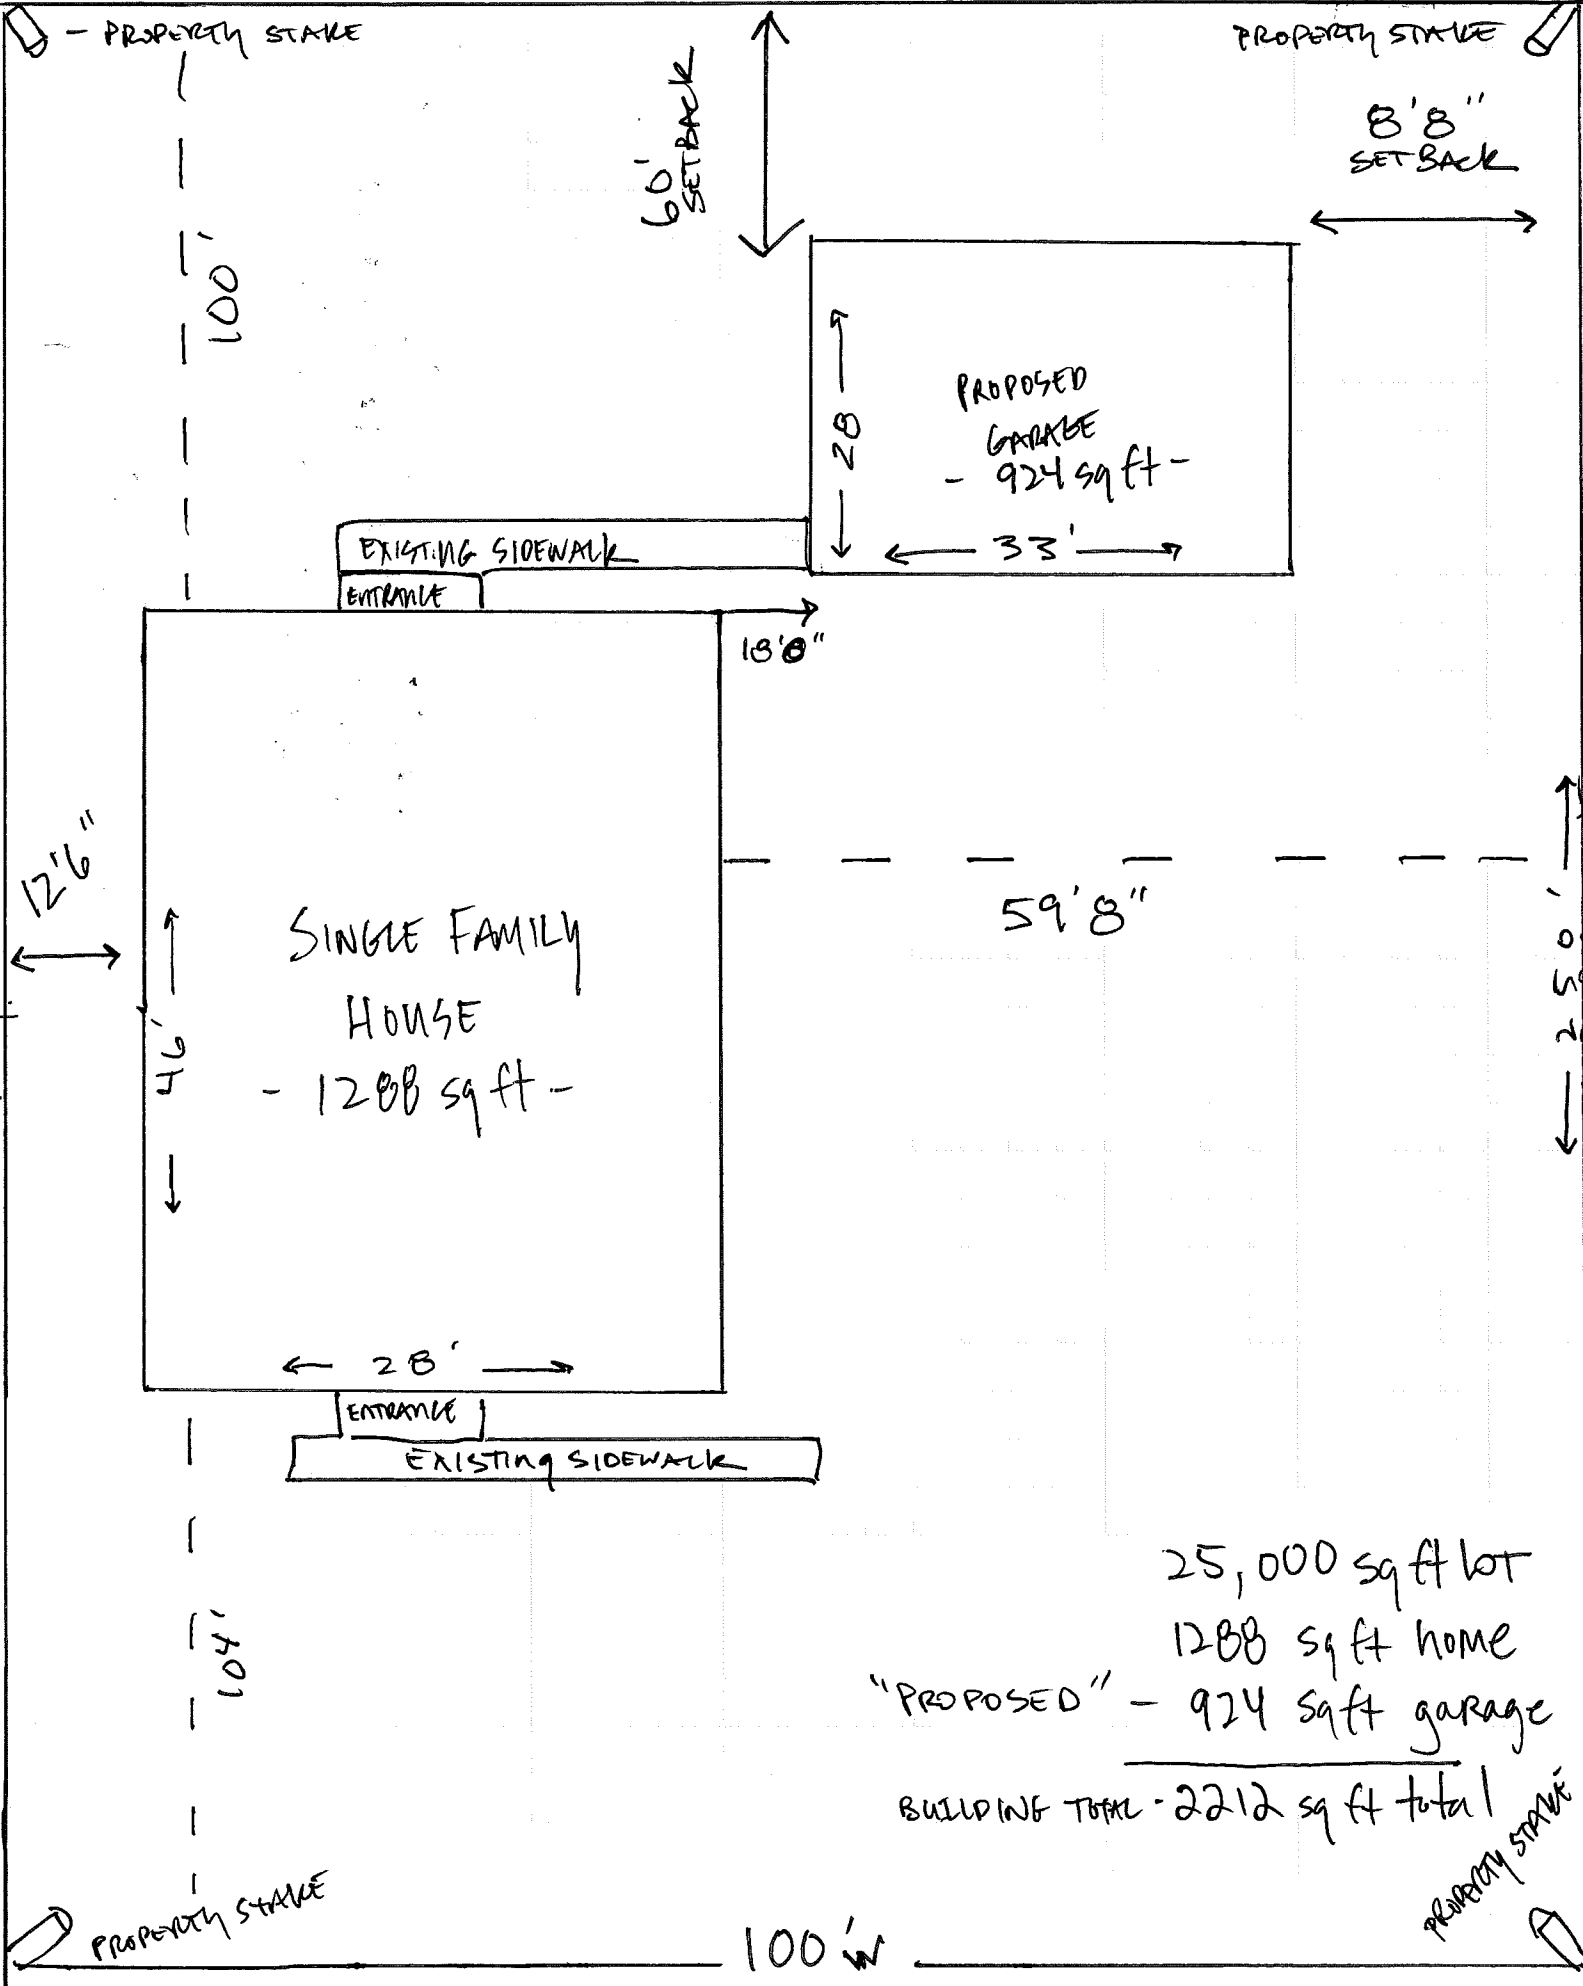 - PROPERTY STAKE
PROPERTY STAKE
60'
SETBACK
8'8"
SETBACK
100'
28
PROPOSED
GARAGE
- 924 sq ft -
33'
EXISTING SIDEWALK
ENTRANCE
18'8"
12'6"
59'8"
250'
46'
SINGLE FAMILY
HOUSE
- 1288 sq ft -
28'
ENTRANCE
EXISTING SIDEWALK
104'
25,000 sq ft LOT
1288 sq ft home
"PROPOSED" - 924 sq ft garage
BUILDING TOTAL - 2212 sq ft total
PROPERTY STAKE
PROPERTY STAKE
100'